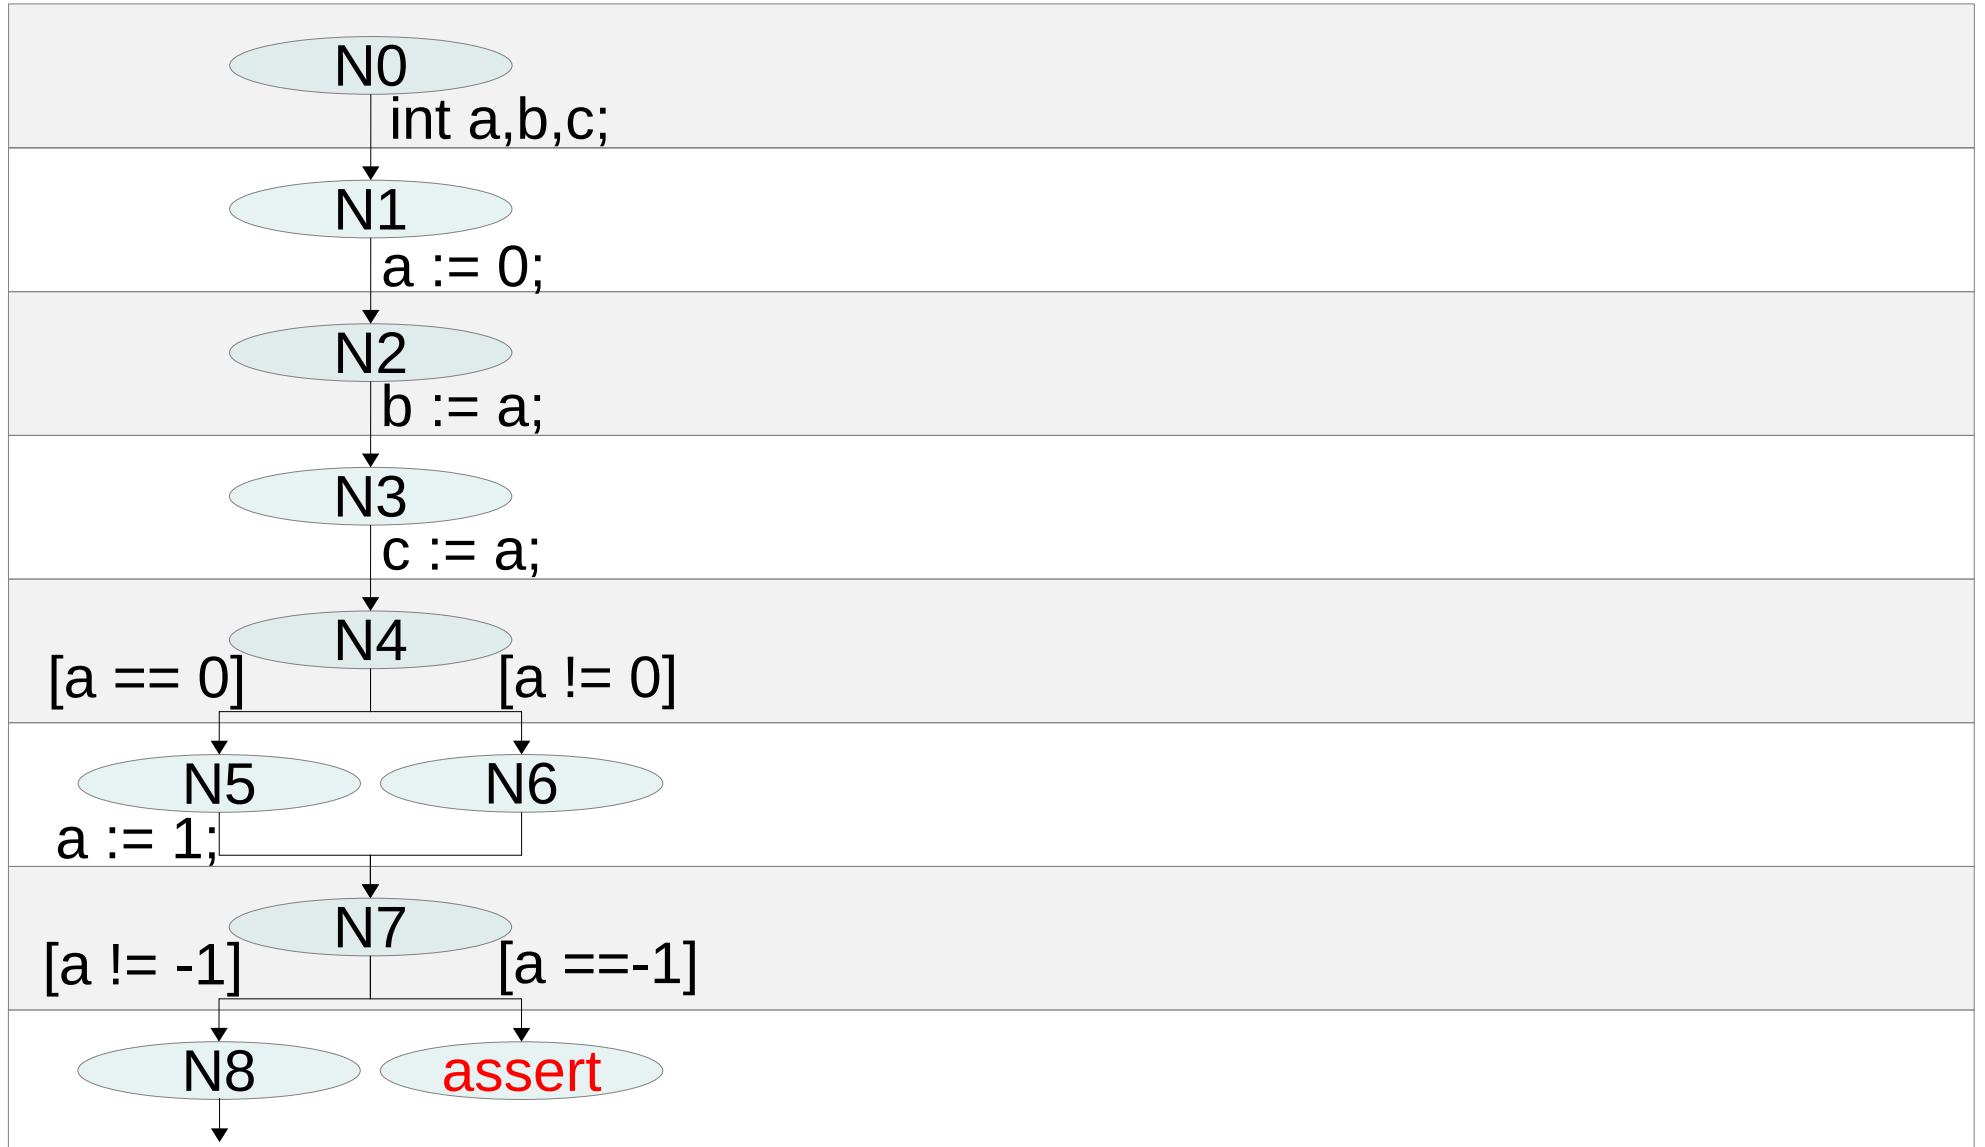 N0
int a,b,c;
N1
a := 0;
N2
b := a;
N3
c := a;
N4
[a == 0]
[a != 0]
N5
N6
a := 1;
N7
[a != -1]
[a ==-1]
N8
assert